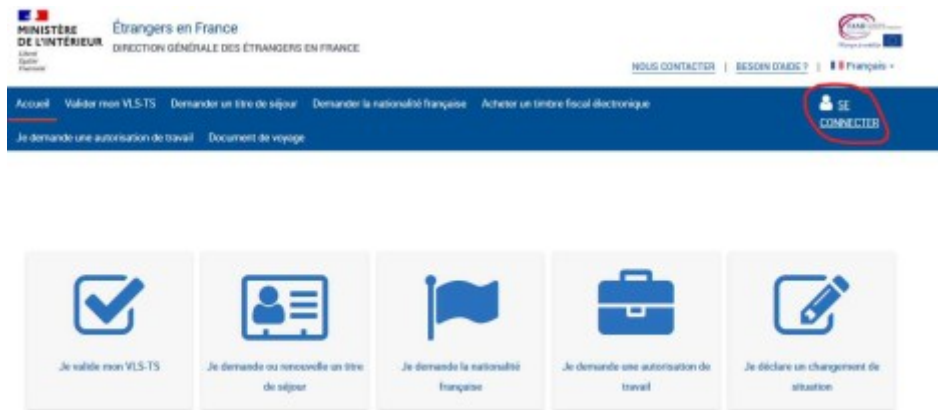 MINISTÈRE
DE L'INTÉRIEUR
Liberté
Égalité
Fraternité
Étrangers en France
DIRECTION GÉNÉRALE DES ÉTRANGERS EN FRANCE
NOUS CONTACTER | BESOIN D'AIDE ? | Français
Accueil Valider mon VLS-TS Demander un titre de séjour Demander la nationalité française Acheter un timbre fiscal électronique
SE
CONNECTER
Je demande une autorisation de travail Document de voyage
Je valide mon VLS-TS
Je demande ou renouvelle un titre
de séjour
Je demande la nationalité
française
Je demande une autorisation de
travail
Je déclare un changement de
situation